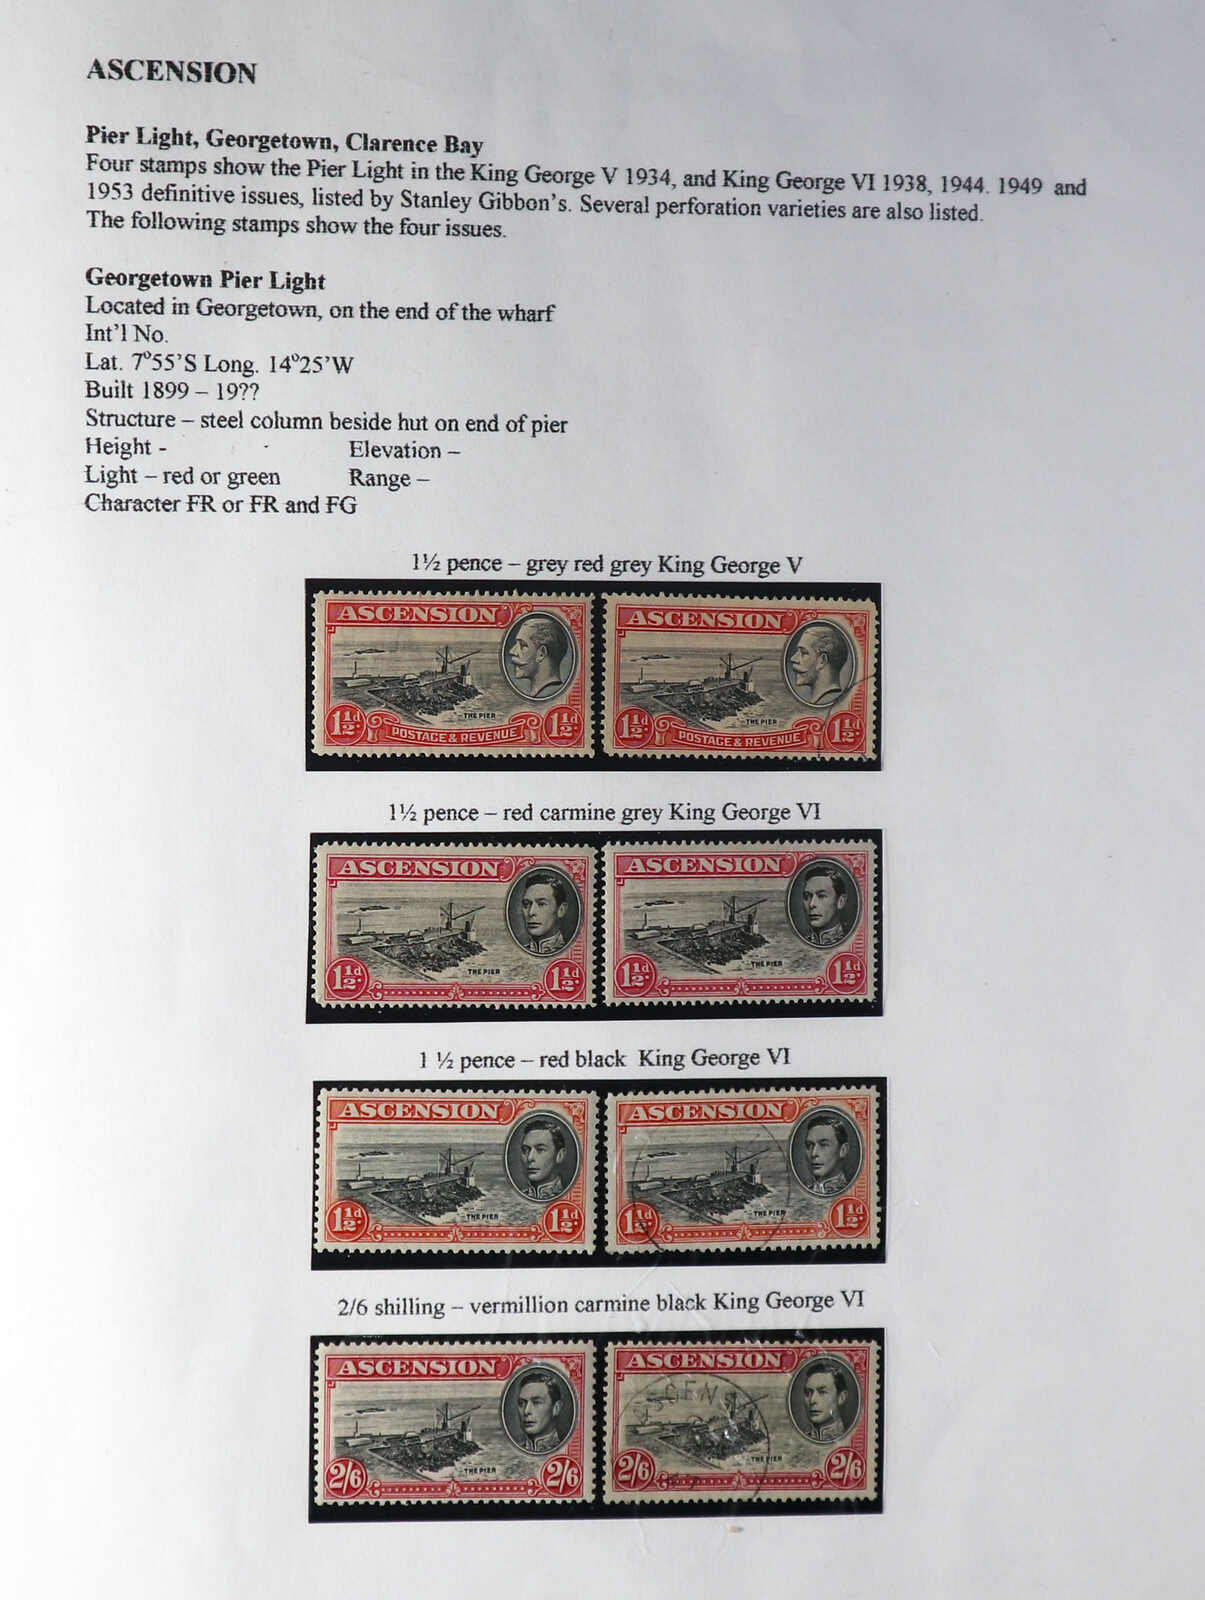 ASCENSION
Pier Light, Georgetown, Clarence Bay
Four stamps show the Pier Light in the King George V 1934, and King George VI 1938, 1944. 1949 and
1953 definitive issues, listed by Stanley Gibbon's. Several perforation varieties are also listed.
The following stamps show the four issues.
Georgetown Pier Light
Located in Georgetown, on the end of the wharf
Int'l No.
Lat. 7°55'S Long. 14°25'W
Built 1899 – 19??
Structure – steel column beside hut on end of pier
Height - Elevation –
Light – red or green Range –
Character FR or FR and FG
1½ pence – grey red grey King George V
ASCENSION ASCENSION
THE PIER THE PIER
1½d 1½d 1½d 1½d
POSTAGE & REVENUE POSTAGE & REVENUE
1½ pence – red carmine grey King George VI
ASCENSION ASCENSION
THE PIER THE PIER
1½d 1½d 1½d 1½d
1 ½ pence – red black King George VI
ASCENSION ASCENSION
THE PIER THE PIER
1½d 1½d 1½d 1½d
2/6 shilling – vermillion carmine black King George VI
ASCENSION ASCENSION
THE PIER THE PIER
2/6 2/6 2/6 2/6